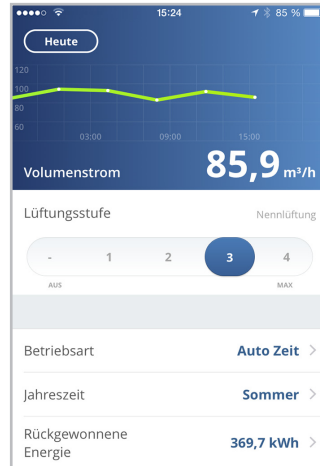 15:24 85 %
Heute
120
100
80
60
03:00 09:00 15:00
Volumenstrom 85,9 m³/h
Lüftungsstufe Nennlüftung
- 1 2 3 4
AUS MAX
Betriebsart Auto Zeit
Jahreszeit Sommer
Rückgewonnene
Energie 369,7 kWh